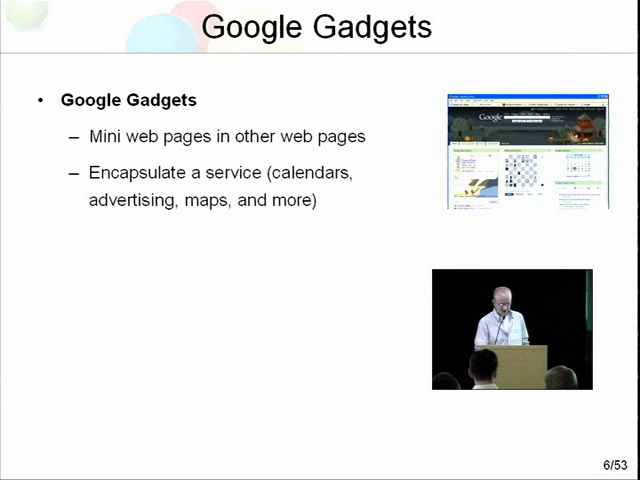 Google Gadgets
• Google Gadgets
– Mini web pages in other web pages
– Encapsulate a service (calendars,
advertising, maps, and more)
Google
6/53